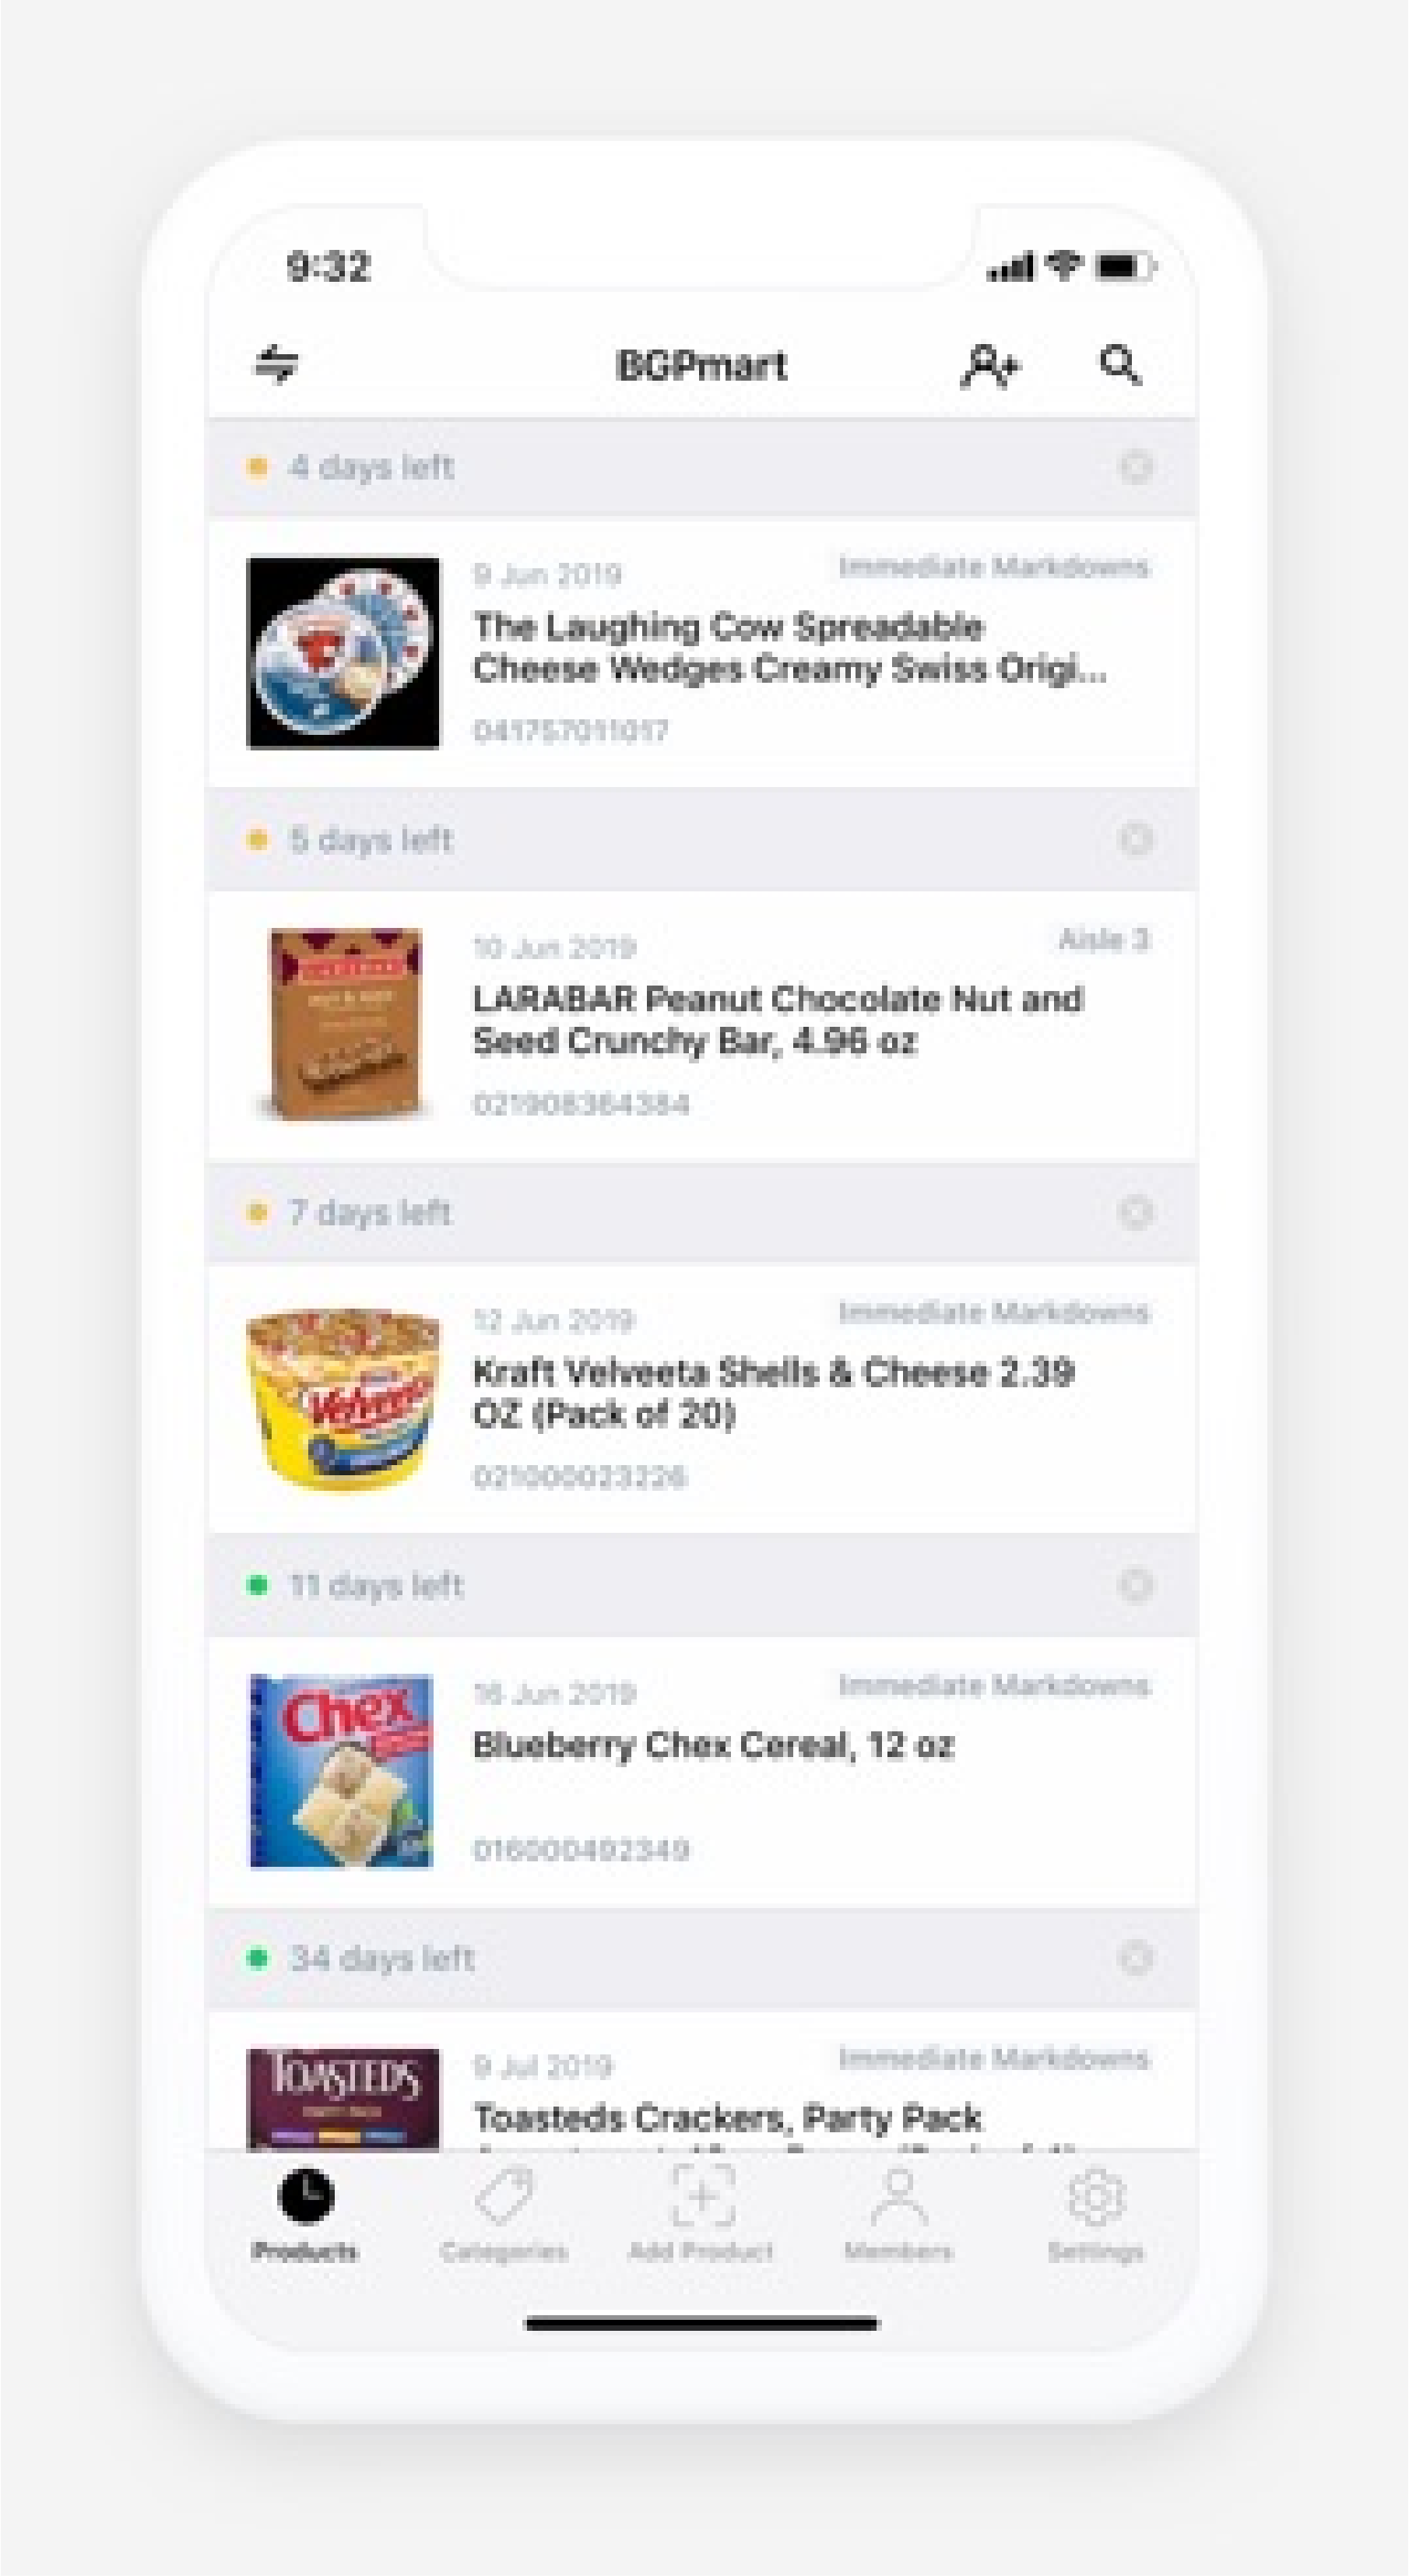 9:32
BGPmart
4 days left
9 Jun 2019
Immediate Markdowns
The Laughing Cow Spreadable
Cheese Wedges Creamy Swiss Origi...
041757011017
5 days left
10 Jun 2019
Aisle 3
LARABAR Peanut Chocolate Nut and
Seed Crunchy Bar, 4.96 oz
021908364384
7 days left
12 Jun 2019
Immediate Markdowns
Velveeta
Kraft Velveeta Shells & Cheese 2.39
OZ (Pack of 20)
021000023226
11 days left
Chex
16 Jun 2019
Immediate Markdowns
Blueberry Chex Cereal, 12 oz
016000492349
34 days left
TOASTEDS
9 Jul 2019
Immediate Markdowns
Toasteds Crackers, Party Pack
Products
Categories
Add Product
Members
Settings